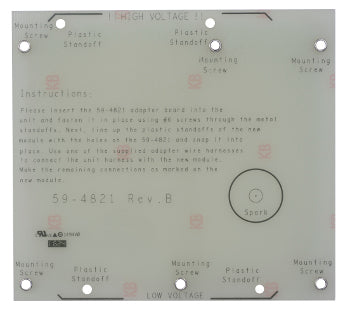 !! HIGH VOLTAGE !!
Mounting Screw
Plastic Standoff
Plastic Standoff
Mounting Screw
Mounting Screw
Instructions:
Please insert the 59-4821 adapter board into the
unit and fasten it in place using #6 screws through the metal
standoffs. Next, line up the plastic standoffs of the new
module with the holes on the 59-4821 and snap it into
place. Use one of the supplied adapter wire harnesses
to connect the unit harness with the new module.
Make the remaining connections as marked on the
new module.
59-4821 Rev.B
Spark
Mounting Screw
Plastic Standoff
Mounting Screw
Plastic Standoff
Mounting Screw
LOW VOLTAGE